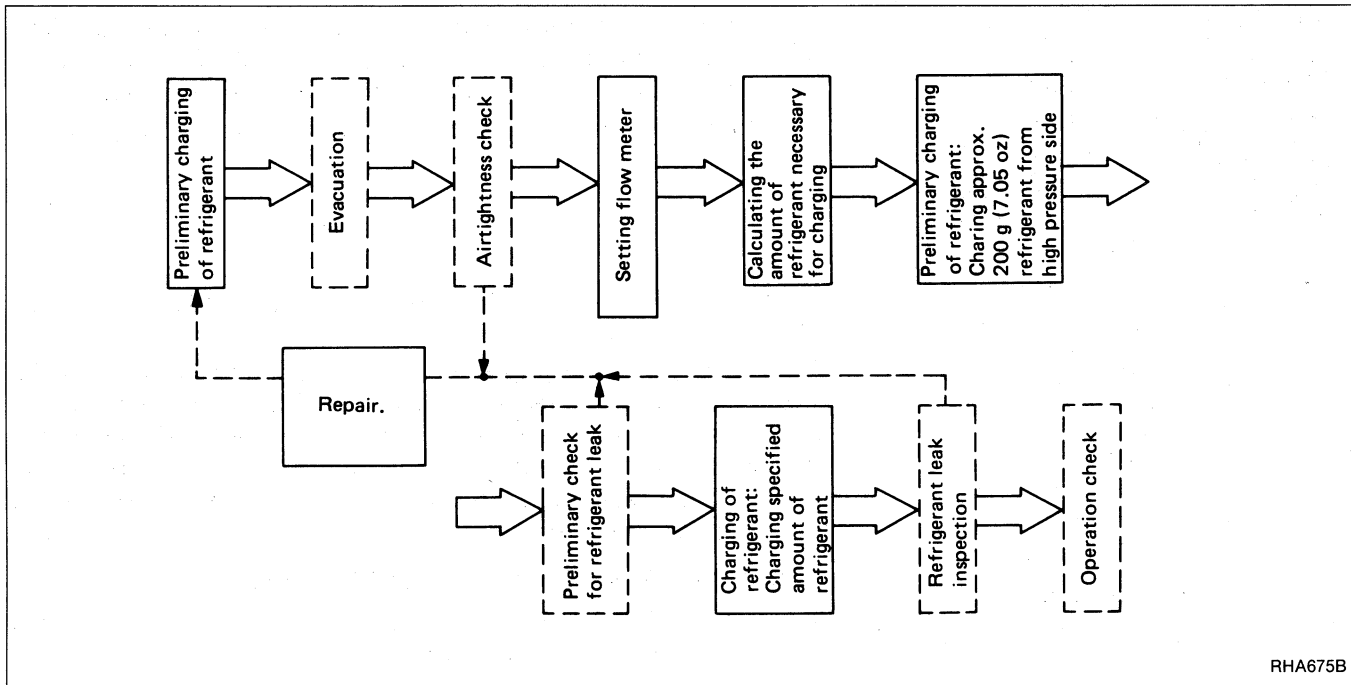 Preliminary charging
of refrigerant
Evacuation
Airtightness check
Setting flow meter
Calculating the
amount of
refrigerant necessary
for charging
Preliminary charging
of refrigerant:
Charing approx.
200 g (7.05 oz)
refrigerant from
high pressure side
Repair.
Preliminary check
for refrigerant leak
Charging of
refrigerant:
Charging specified
amount of
refrigerant
Refrigerant leak
inspection
Operation check
RHA675B